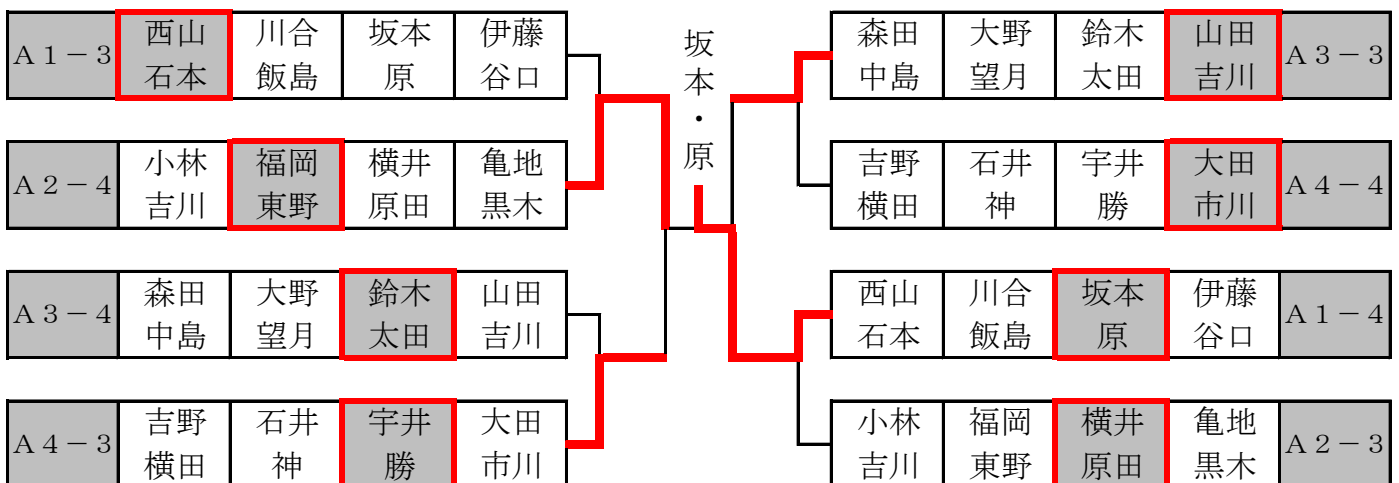 A1－3 西山 川合 坂本 伊藤
石本 飯島 原 谷口
A2－4 小林 福岡 横井 亀地
吉川 東野 原田 黒木
A3－4 森田 大野 鈴木 山田
中島 望月 太田 吉川
A4－3 吉野 石井 宇井 大田
横田 神 勝 市川
坂本・原
森田 大野 鈴木 山田 A3－3
中島 望月 太田 吉川
吉野 石井 宇井 大田 A4－4
横田 神 勝 市川
西山 川合 坂本 伊藤 A1－4
石本 飯島 原 谷口
小林 福岡 横井 亀地 A2－3
吉川 東野 原田 黒木